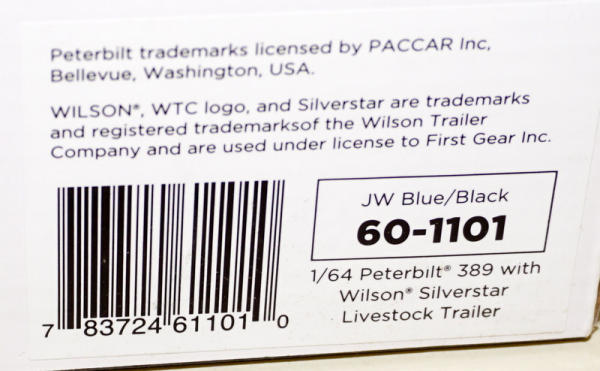 Peterbilt trademarks licensed by PACCAR Inc,
Bellevue, Washington, USA.
WILSON®, WTC logo, and Silverstar are trademarks
and registered trademarksof the Wilson Trailer
Company and are used under license to First Gear Inc.
JW Blue/Black
60-1101
1/64 Peterbilt® 389 with
Wilson® Silverstar
Livestock Trailer
7 83724 61101 0